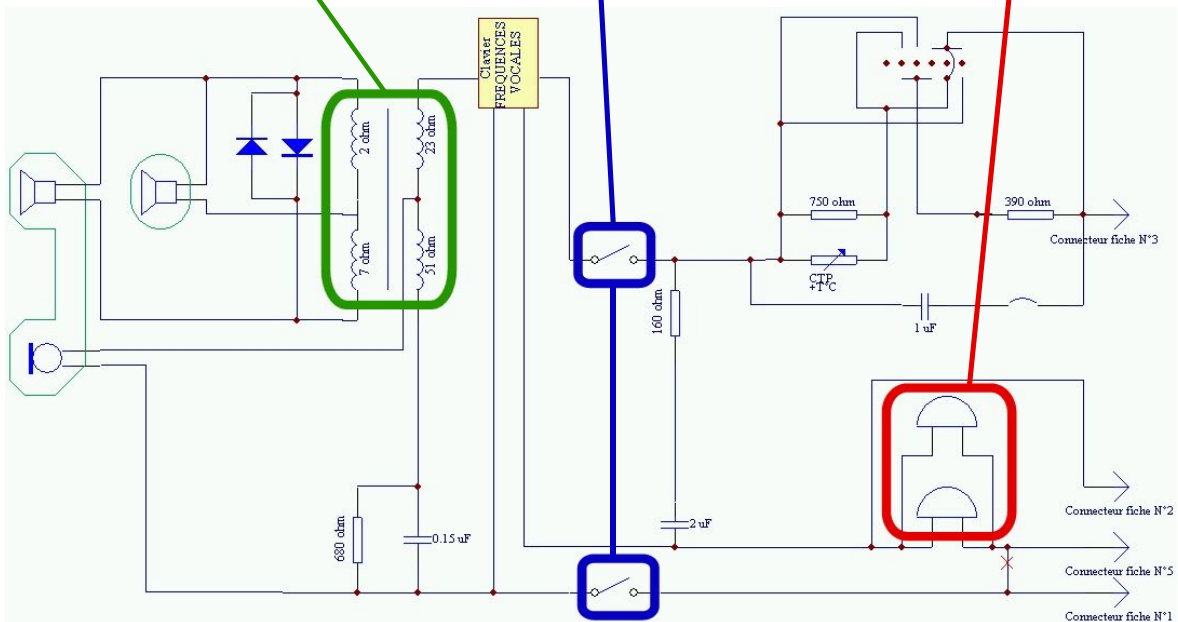 Clavier
FREQUENCES
VOCALES
2 ohm
23 ohm
7 ohm
51 ohm
750 ohm
390 ohm
Connecteur fiche N°3
CTP
+T°C
160 ohm
1 uF
2 uF
680 ohm
0.15 uF
Connecteur fiche N°2
Connecteur fiche N°5
Connecteur fiche N°1